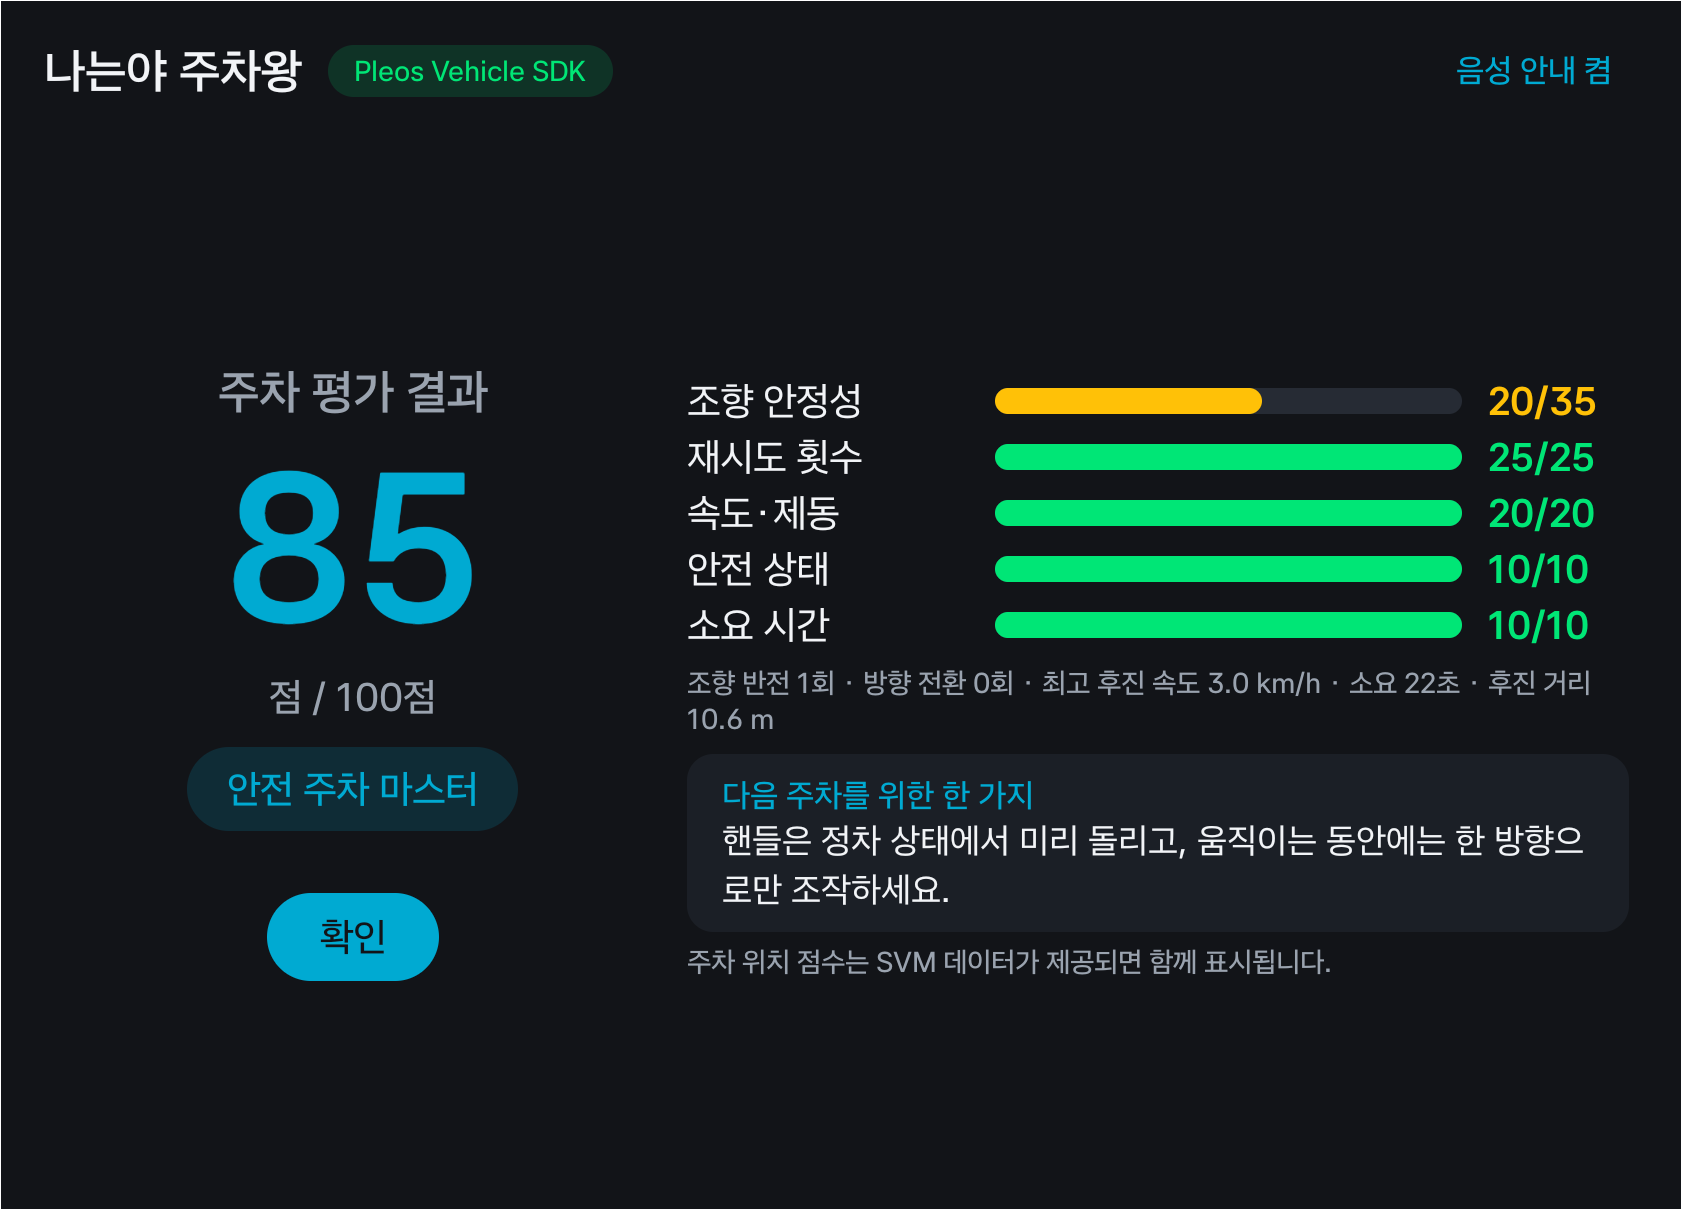 나는야 주차왕
Pleos Vehicle SDK
음성 안내 켬
주차 평가 결과
85
점 / 100점
안전 주차 마스터
확인
조향 안정성 20/35
재시도 횟수 25/25
속도·제동 20/20
안전 상태 10/10
소요 시간 10/10
조향 반전 1회 · 방향 전환 0회 · 최고 후진 속도 3.0 km/h · 소요 22초 · 후진 거리
10.6 m
다음 주차를 위한 한 가지
핸들은 정차 상태에서 미리 돌리고, 움직이는 동안에는 한 방향으
로만 조작하세요.
주차 위치 점수는 SVM 데이터가 제공되면 함께 표시됩니다.